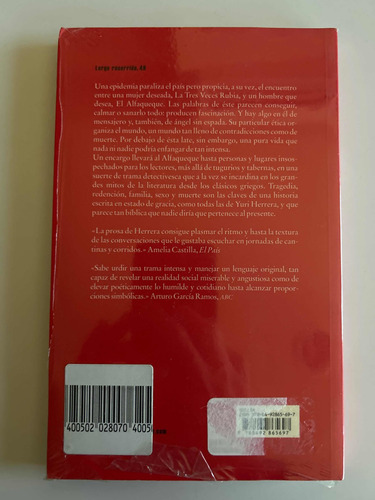 Largo recorrido, 40
Una epidemia paraliza el país pero propicia, a su vez, el encuentro
entre una mujer deseada, La Tres Veces Rubia, y un hombre que
desea, El Alfaqueque. Las palabras de éste parecen conseguir,
calmar o sanarlo todo: producen fascinación. Y hay algo en él de
mensajero y, también, de ángel sin espada. Su particular ética or-
ganiza el mundo, un mundo tan lleno de contradicciones como de
muerte. Por debajo de ésta late, sin embargo, una pura vida que
nada ni nadie podría enfangar de tan intensa.
Un encargo llevará al Alfaqueque hasta personas y lugares insos-
pechados para los lectores, más allá de tugurios y tabernas, en una
suerte de trama detectivesca que a la vez se incardina en los gran-
des mitos de la literatura desde los clásicos griegos. Tragedia,
redención, familia, sexo y muerte son las claves de una historia
escrita en estado de gracia, como todas las de Yuri Herrera, y que
parece tan bíblica que nadie diría que pertenece al presente.
«La prosa de Herrera consigue plasmar el ritmo y hasta la textura
de las conversaciones que le gustaba escuchar en jornadas de can-
tinas y corridos.» Amelia Castilla, El País
«Sabe urdir una trama intensa y manejar un lenguaje original, tan
capaz de revelar una realidad social miserable y angustiosa como de
elevar poéticamente lo humilde y cotidiano hasta alcanzar propor-
ciones simbólicas.» Arturo García Ramos, ABC
400502 028070 4005
.com
92865-69-7